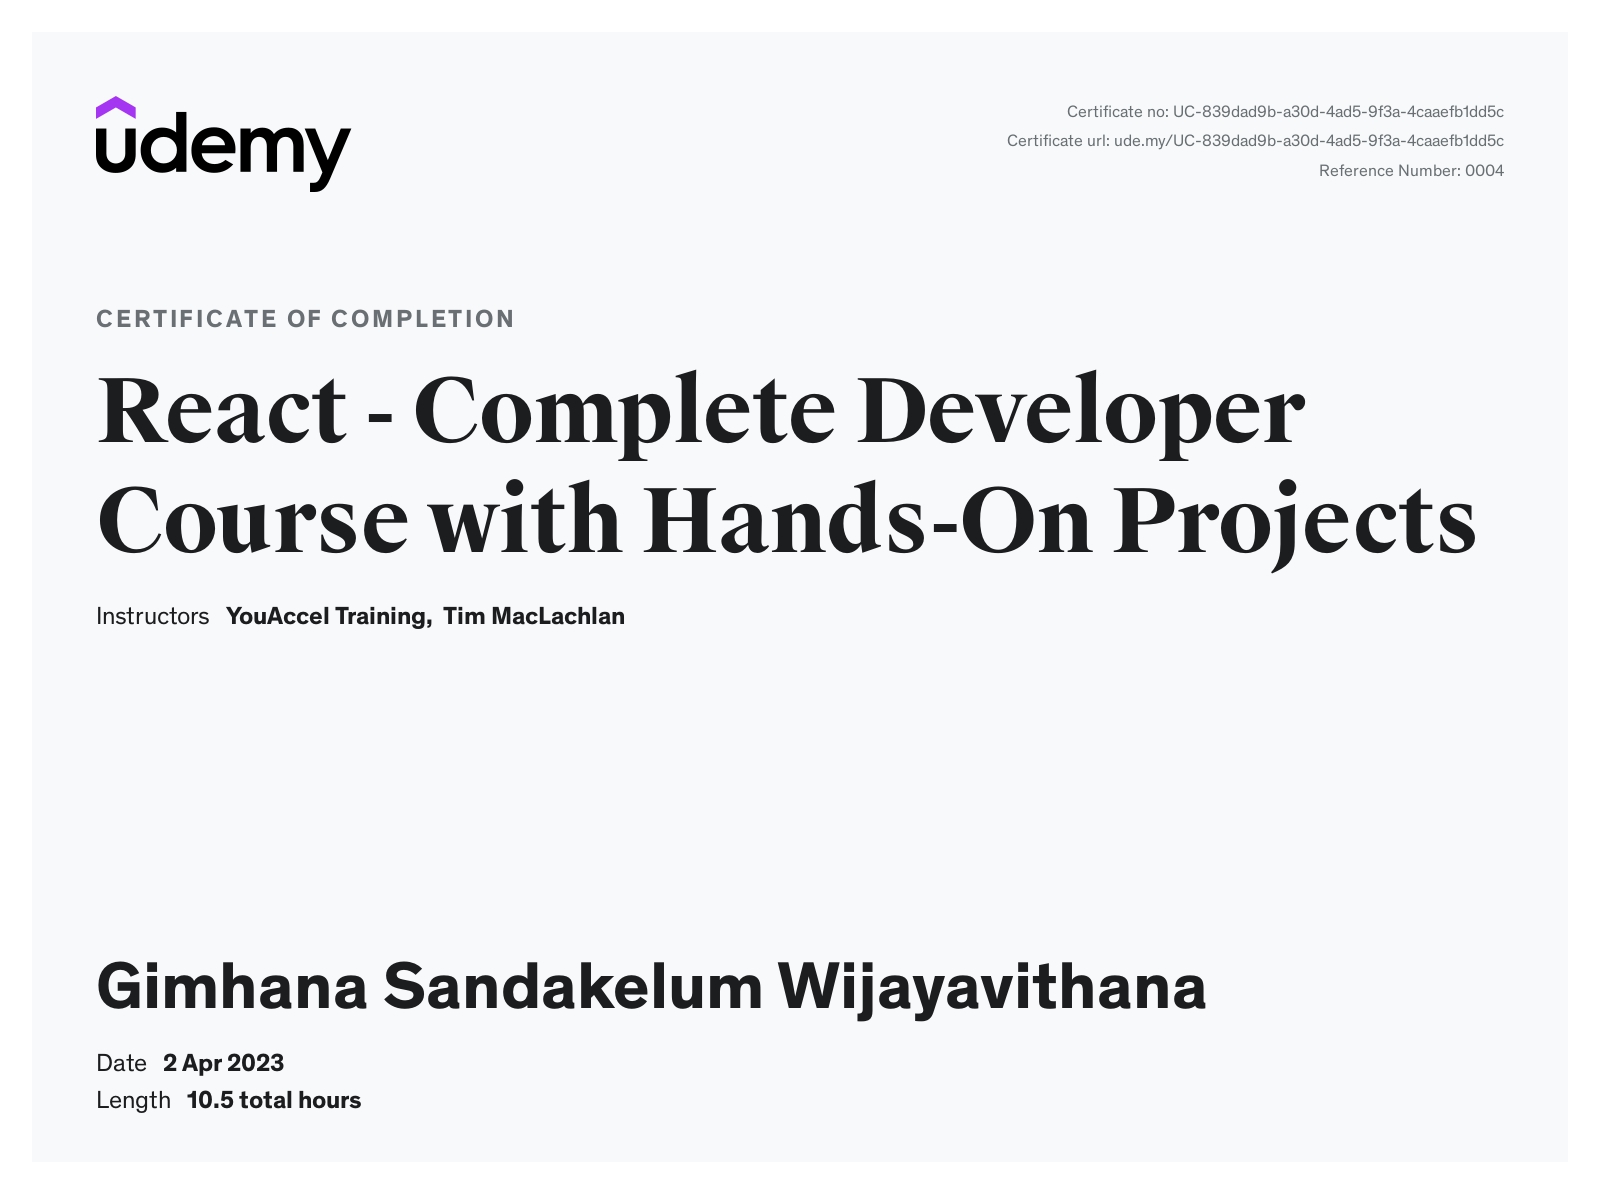 udemy
Certificate no: UC-839dad9b-a30d-4ad5-9f3a-4caaefb1dd5c
Certificate url: ude.my/UC-839dad9b-a30d-4ad5-9f3a-4caaefb1dd5c
Reference Number: 0004
CERTIFICATE OF COMPLETION
React - Complete Developer
Course with Hands-On Projects
Instructors YouAccel Training, Tim MacLachlan
Gimhana Sandakelum Wijayavithana
Date 2 Apr 2023
Length 10.5 total hours